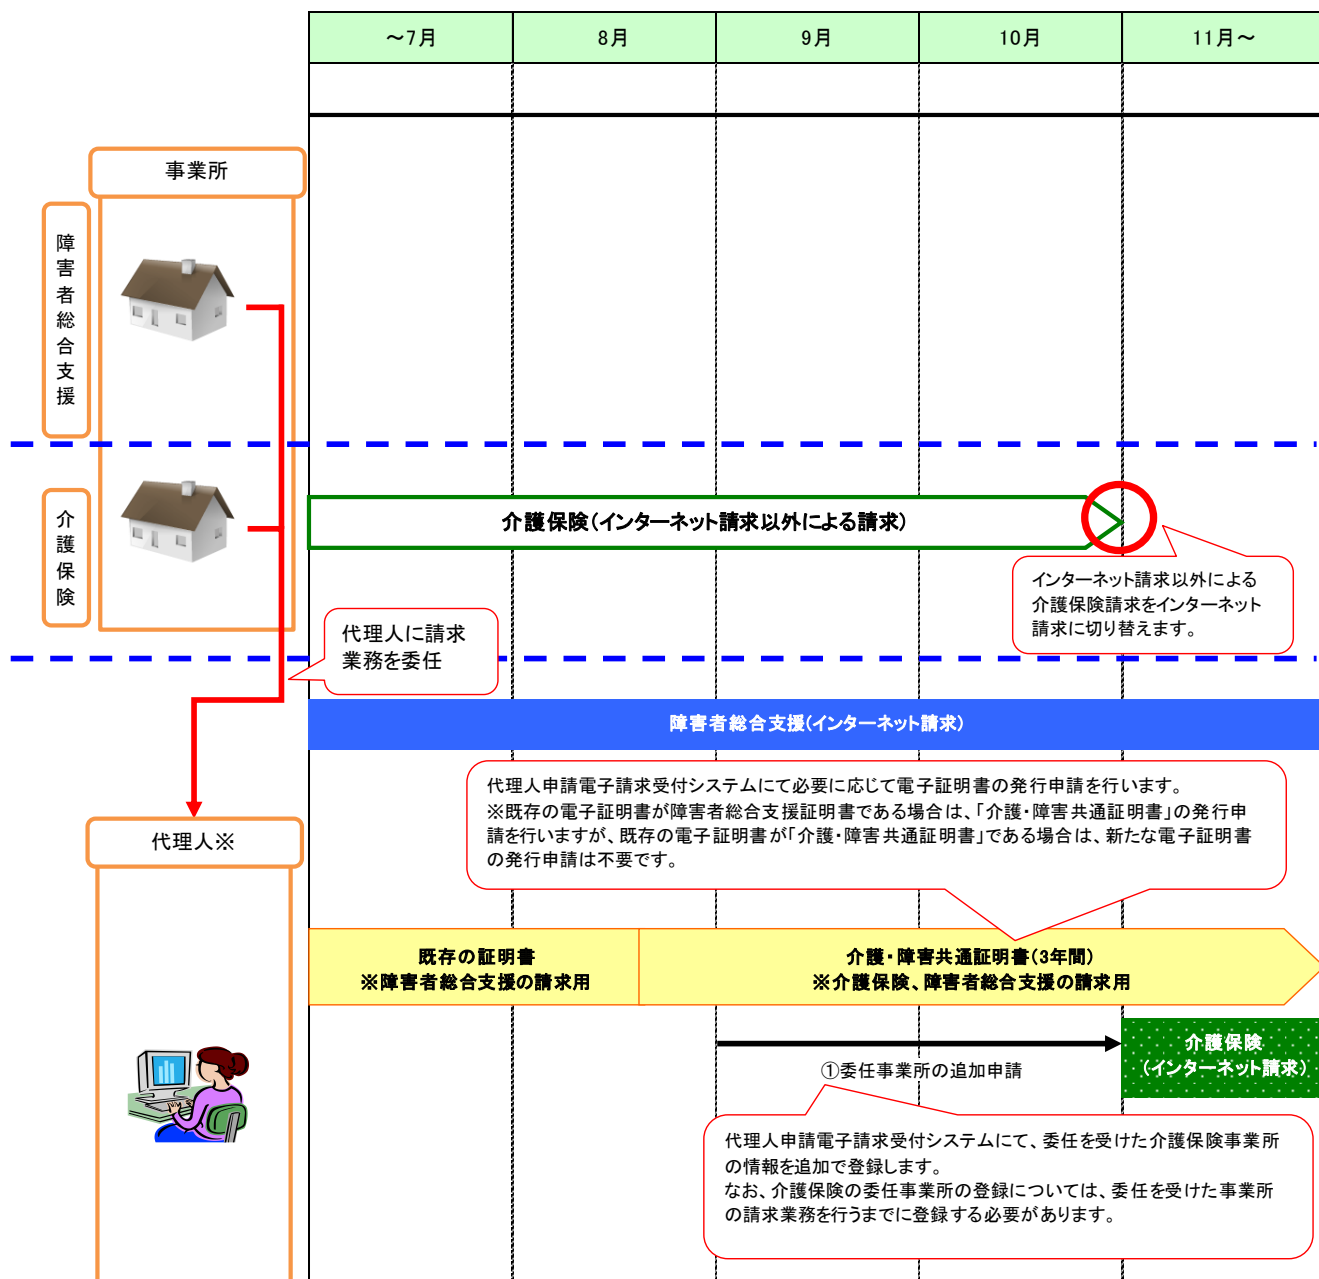 ～7月
8月
9月
10月
11月～
事業所
障害者総合支援
介護保険
介護保険（インターネット請求以外による請求）
インターネット請求以外による
介護保険請求をインターネット
請求に切り替えます。
代理人に請求
業務を委任
障害者総合支援(インターネット請求)
代理人申請電子請求受付システムにて必要に応じて電子証明書の発行申請を行います。
※既存の電子証明書が障害者総合支援証明書である場合は、「介護・障害共通証明書」の発行申
請を行いますが、既存の電子証明書が「介護・障害共通証明書」である場合は、新たな電子証明書
の発行申請は不要です。
代理人※
既存の証明書
※障害者総合支援の請求用
介護・障害共通証明書（3年間）
※介護保険、障害者総合支援の請求用
①委任事業所の追加申請
介護保険
（インターネット請求）
代理人申請電子請求受付システムにて、委任を受けた介護保険事業所
の情報を追加で登録します。
なお、介護保険の委任事業所の登録については、委任を受けた事業所
の請求業務を行うまでに登録する必要があります。